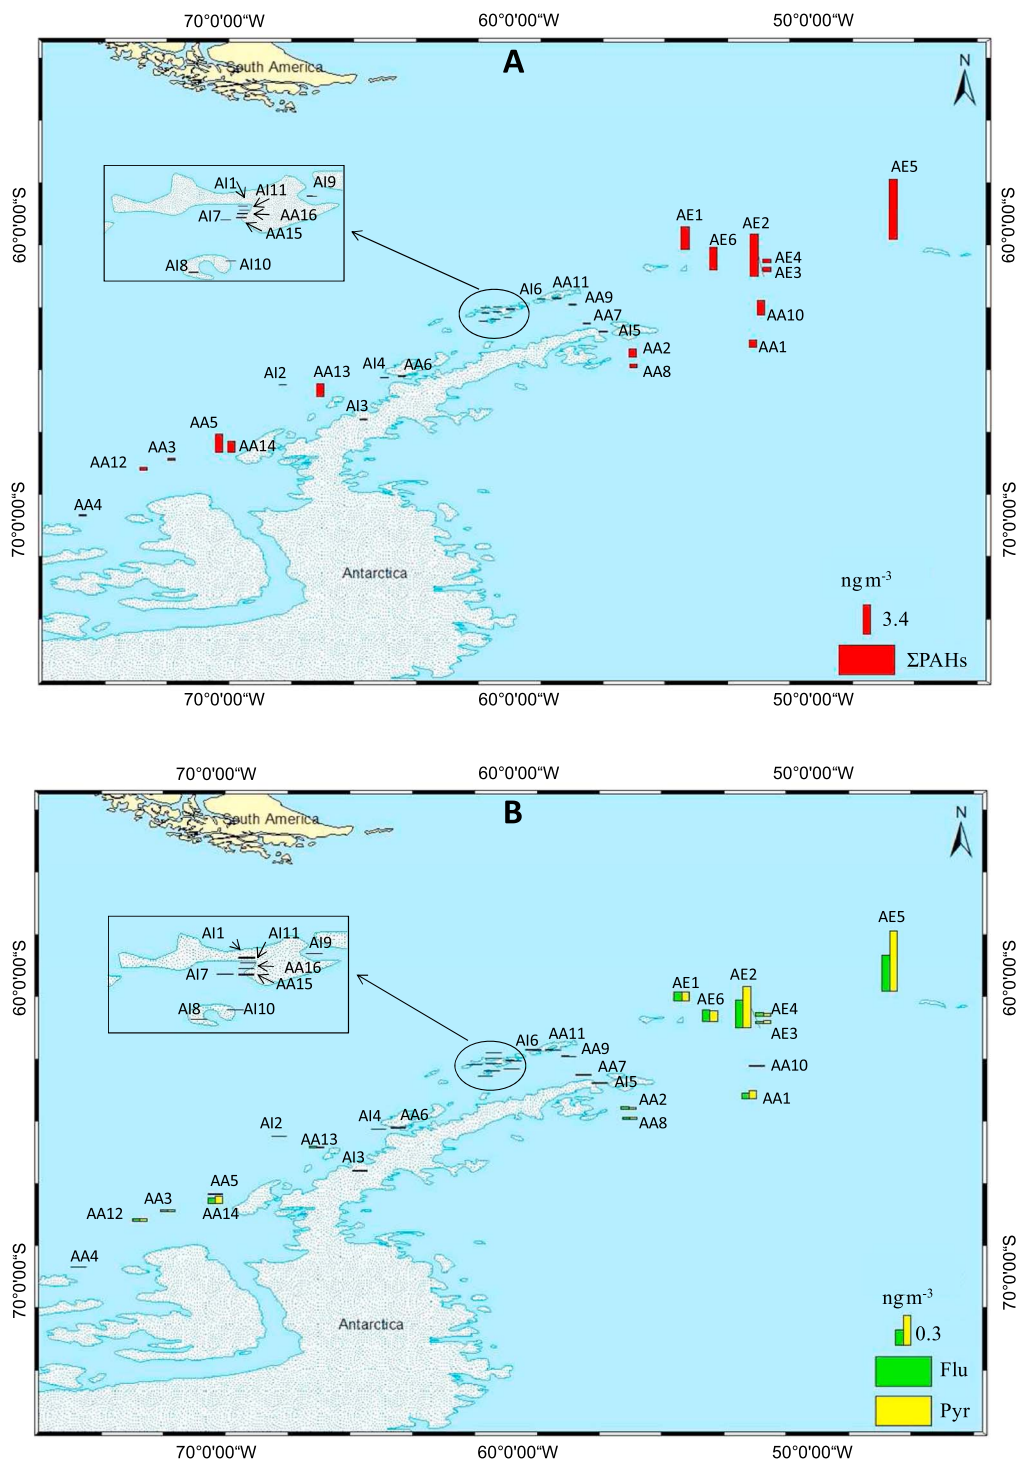 70°0'00“W 60°0'00“W 50°0'00“W
A
N
South America
AE5
60°0'00“S
60°0'00“S
AI1
AI11
AI9
AI7
AA16
AA15
AI8
AI10
AE1
AE2
AE6
AE4
AE3
AI6
AA11
AA9
AA7
AI5
AA10
AA1
AA2
AA8
AI2
AA13
AI4
AA6
AI3
AA5
AA14
AA3
AA12
AA4
70°0'00“S
70°0'00“S
Antarctica
ng m-3
3.4
ΣPAHs
70°0'00“W 60°0'00“W 50°0'00“W
70°0'00“W 60°0'00“W 50°0'00“W
B
N
South America
AE5
60°0'00“S
60°0'00“S
AI1
AI11
AI9
AI7
AA16
AA15
AI8
AI10
AE1
AE2
AE6
AE4
AE3
AI6
AA11
AA9
AA7
AI5
AA10
AA1
AA2
AA8
AI2
AA13
AI4
AA6
AI3
AA5
AA14
AA3
AA12
AA4
70°0'00“S
70°0'00“S
Antarctica
ng m-3
0.3
Flu
Pyr
70°0'00“W 60°0'00“W 50°0'00“W